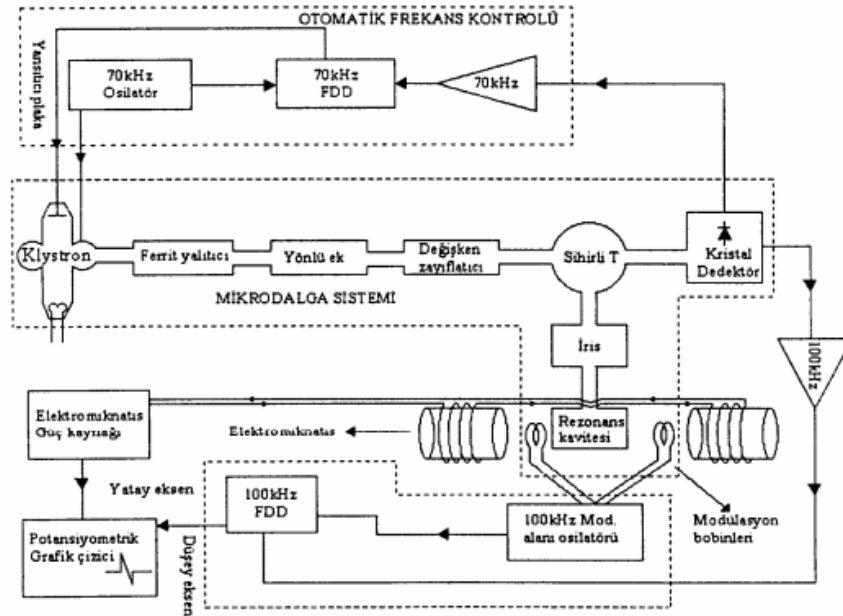 OTOMATİK FREKANS KONTROLÜ
Yansıtıcı plaka
70kHz
Osilatör
70kHz
FDD
70kHz
Klystron
Ferrit yalıtıcı
Yönlü ek
Değişken
zayıflatıcı
Sihirli T
Kristal
Dedektör
MİKRODALGA SİSTEMİ
İris
100kHz
Elektromıknatıs
Güç kaynağı
Elektromıknatıs
Rezonans
kavitesi
Yatay eksen
100kHz
FDD
100kHz Mod.
alanı osilatörü
Modülasyon
bobinleri
Potansiyometrik
Grafik çizici
Düşey eksen